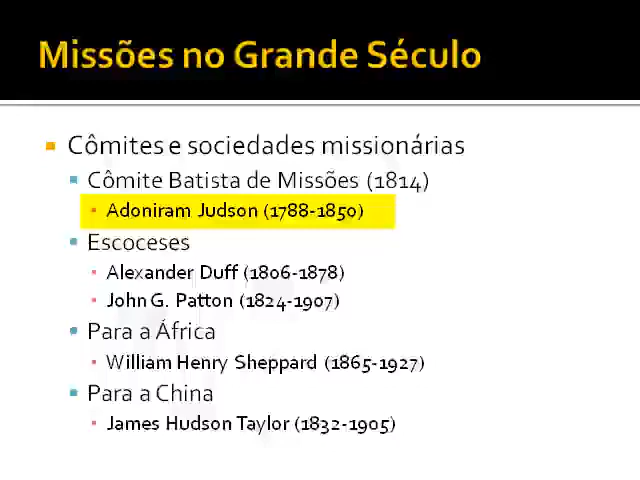 Missões no Grande Século
Cômites e sociedades missionárias
Cômite Batista de Missões (1814)
Adoniram Judson (1788-1850)
Escoceses
Alexander Duff (1806-1878)
John G. Patton (1824-1907)
Para a África
William Henry Sheppard (1865-1927)
Para a China
James Hudson Taylor (1832-1905)